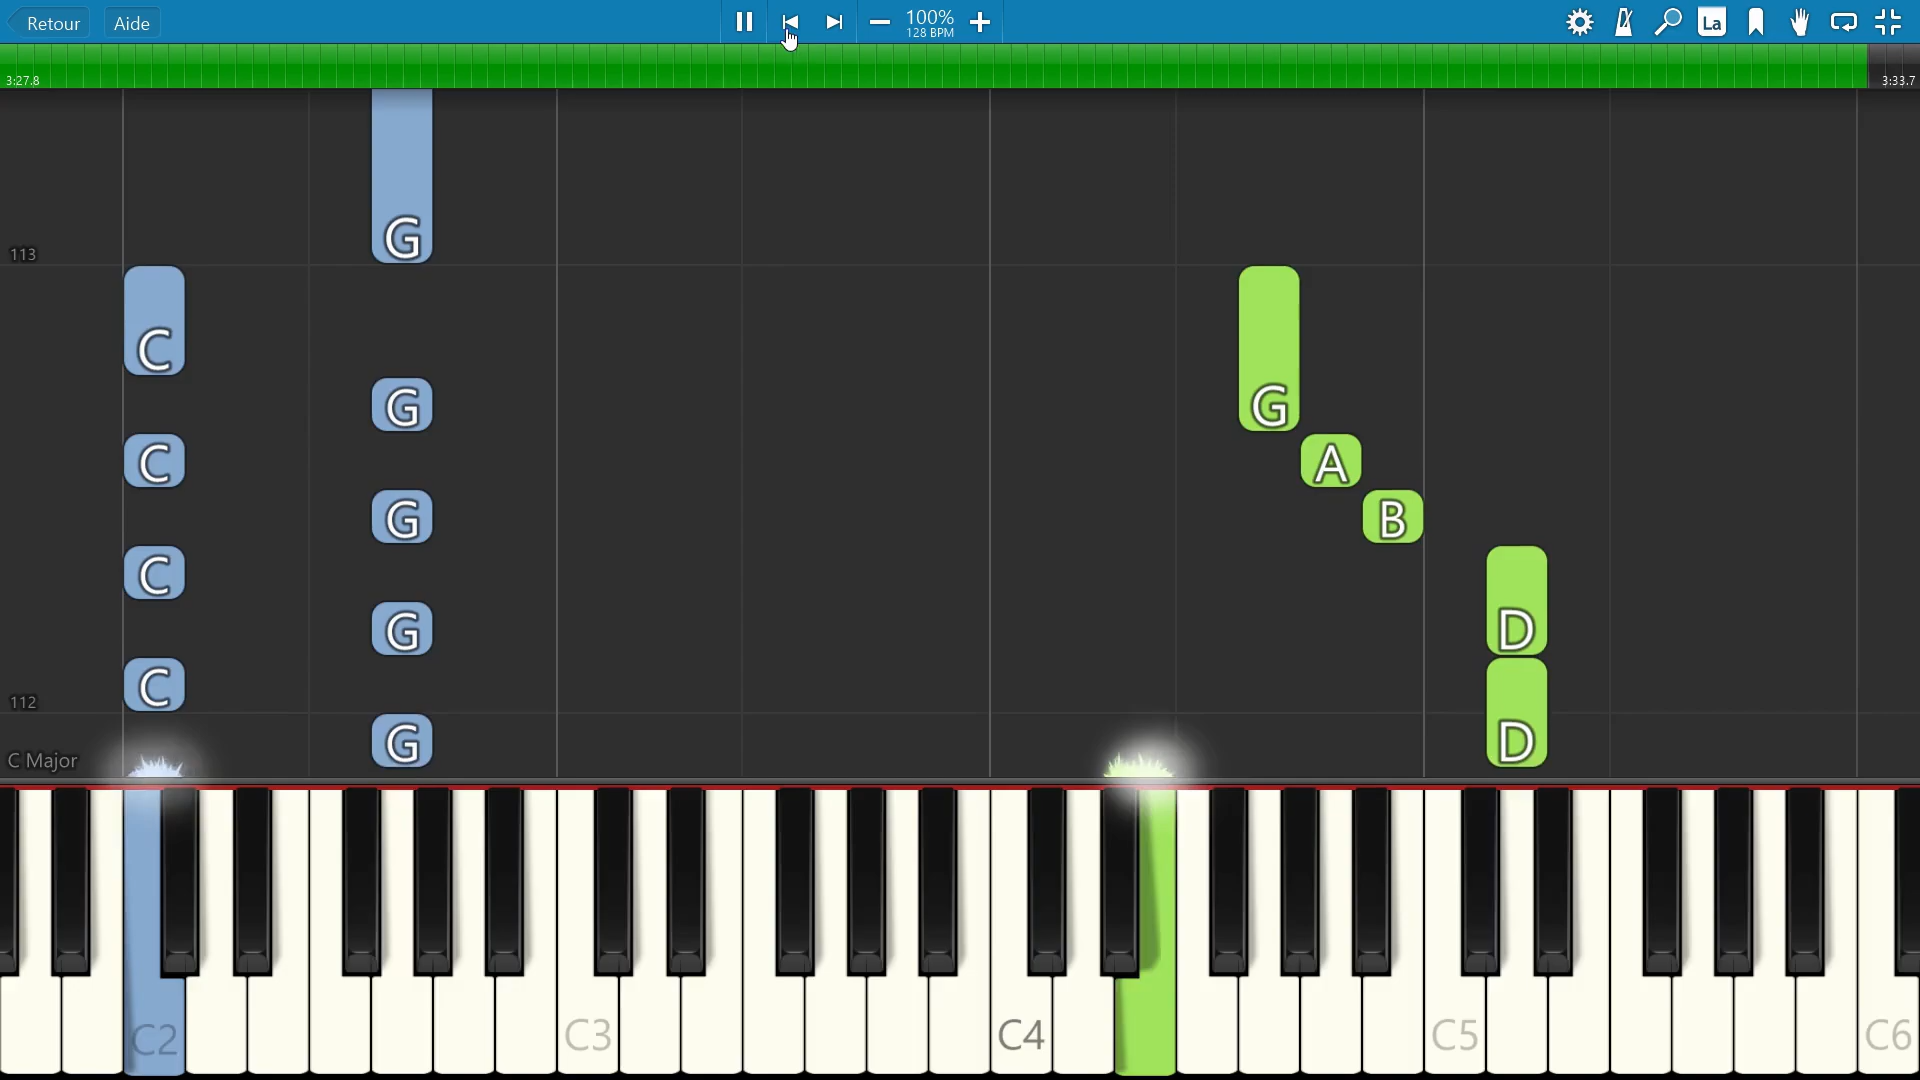 Retour Aide 100% La
128 BPM
3:27.8 3:33.7
G
113
C G G
C A
G B
C G D
C
112 G D
C Major
C2 C3 C4 C5 C6